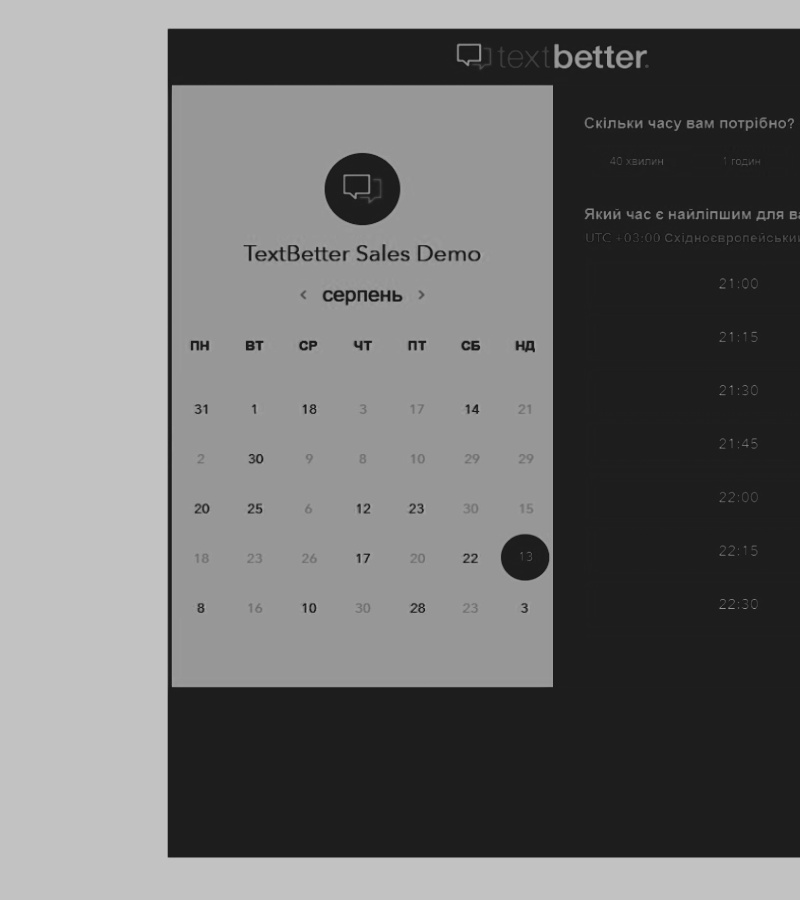 textbetter.
TextBetter Sales Demo
‹ серпень ›
ПН ВТ СР ЧТ ПТ СБ НД
31 1 18 3 17 14 21
2 30 9 8 10 29 29
20 25 6 12 23 30 15
18 23 26 17 20 22 13
8 16 10 30 28 23 3
Скільки часу вам потрібно?
40 хвилин 1 годин
Який час є найліпшим для
UTC +03:00
21:00
21:15
21:30
21:45
22:00
22:15
22:30